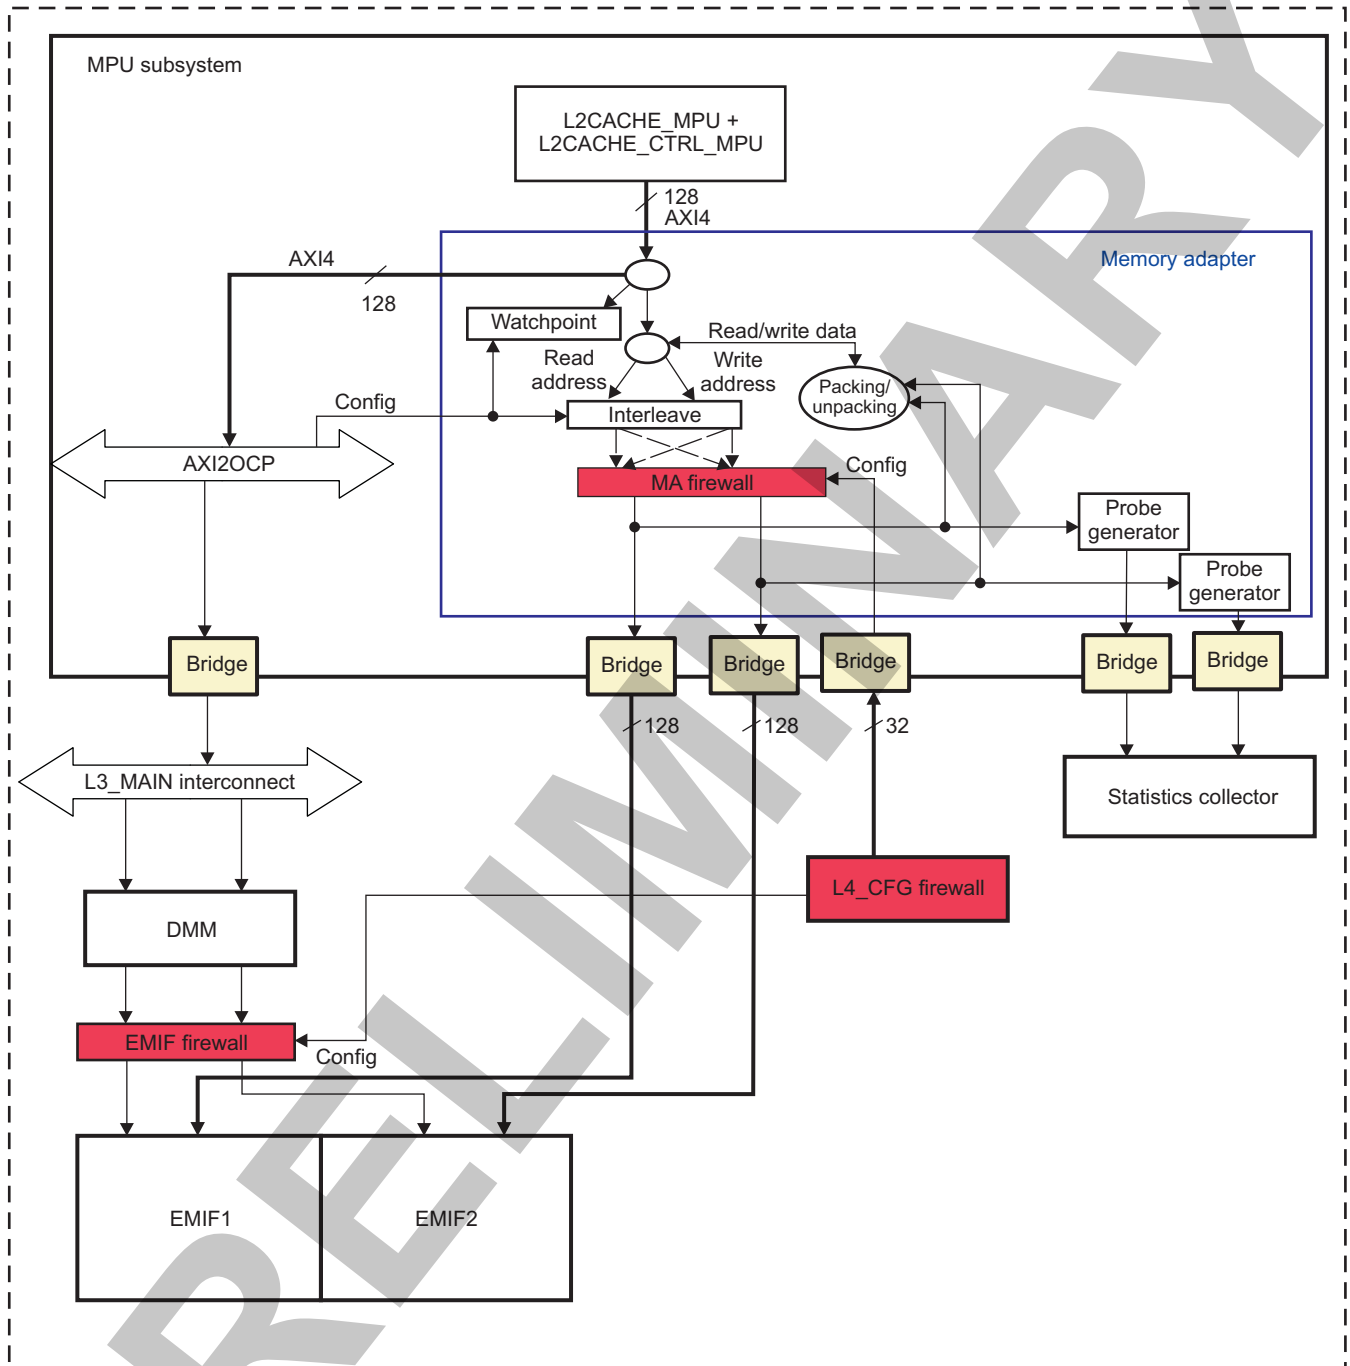 MPU subsystem
L2CACHE_MPU +
L2CACHE_CTRL_MPU
128
AXI4
AXI4
128
Memory adapter
Watchpoint
Read/write data
Read
address
Write
address
Packing/
unpacking
Config
Interleave
AXI2OCP
Config
MA firewall
Probe
generator
Probe
generator
Bridge
Bridge
Bridge
Bridge
Bridge
Bridge
128
128
32
L3_MAIN interconnect
Statistics collector
L4_CFG firewall
DMM
EMIF firewall
Config
EMIF1
EMIF2
PRELIMINARY